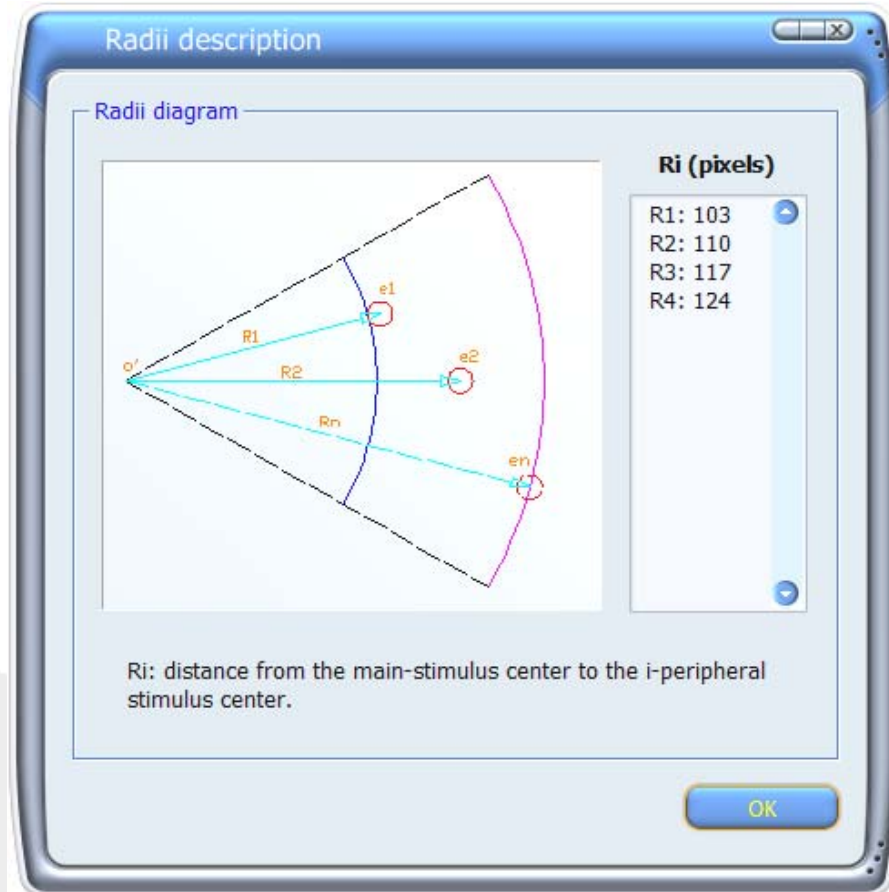 Radii description
Radii diagram
Ri (pixels)
R1: 103
R2: 110
R3: 117
R4: 124
e1
R1
o'
R2
e2
Rn
en
Ri: distance from the main-stimulus center to the i-peripheral
stimulus center.
OK